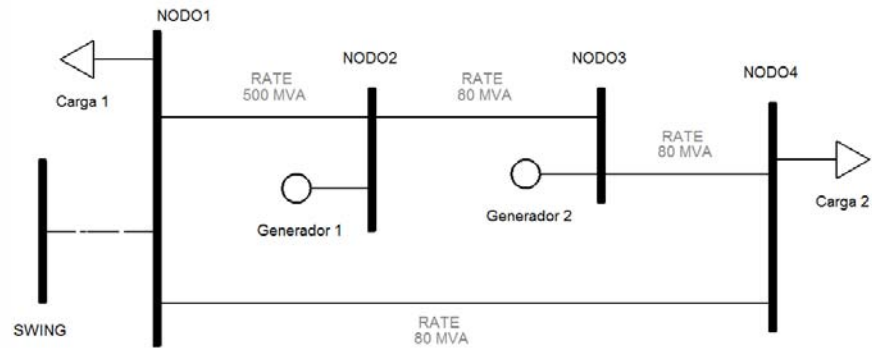 NODO1
NODO2
NODO3
NODO4
RATE
500 MVA
RATE
80 MVA
RATE
80 MVA
Carga 1
Generador 1
Generador 2
Carga 2
SWING
RATE
80 MVA